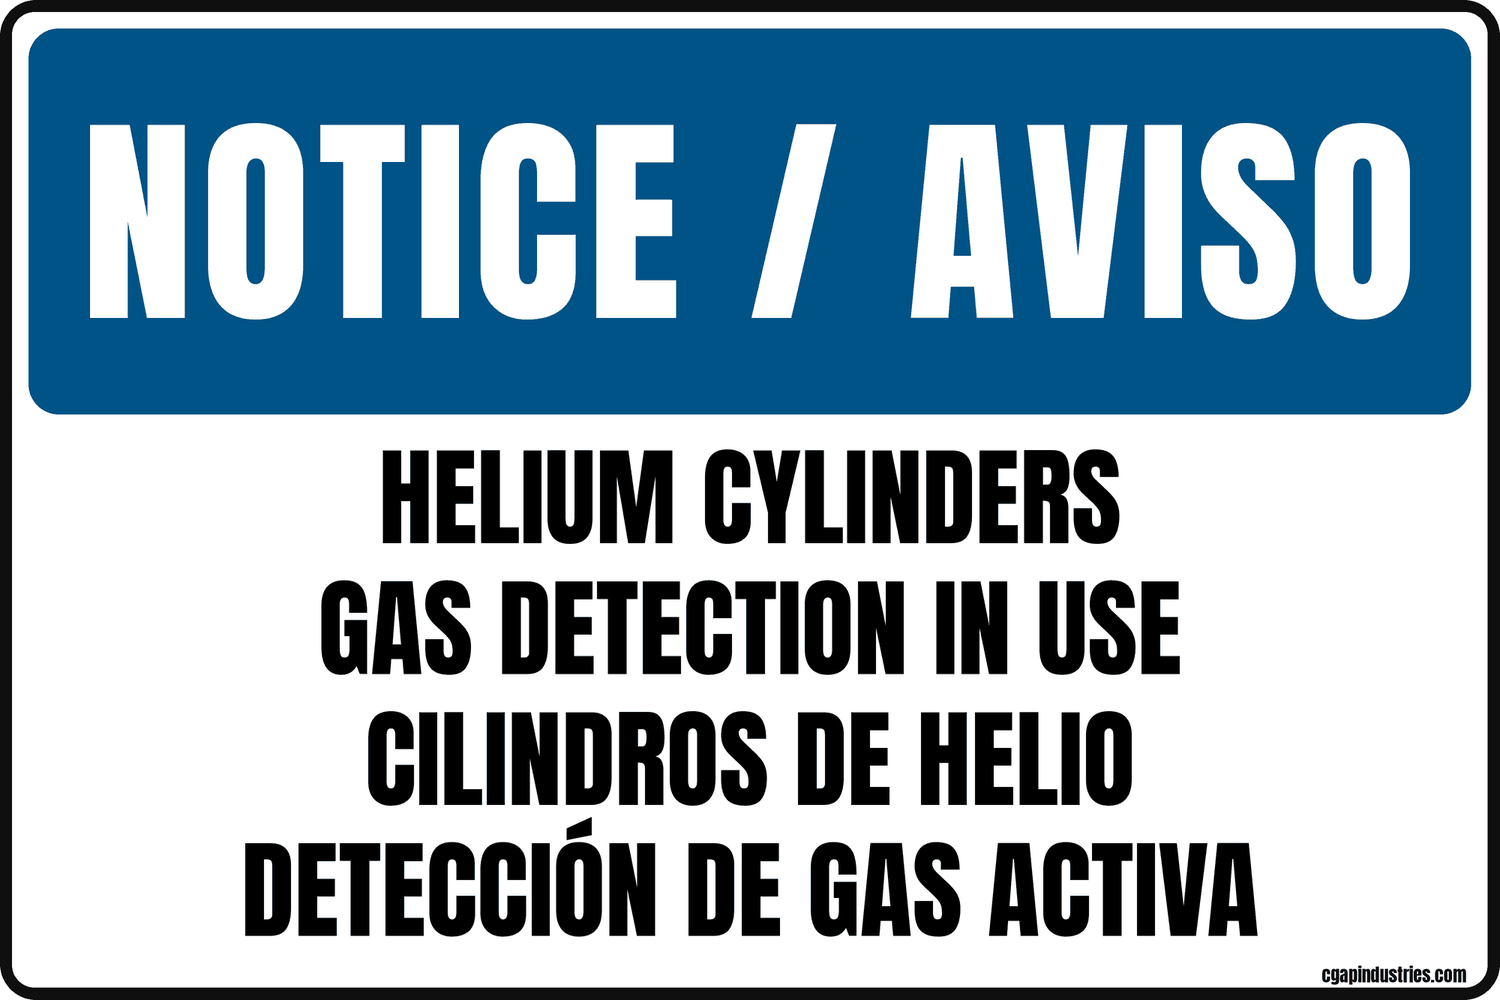 NOTICE / AVISO
HELIUM CYLINDERS
GAS DETECTION IN USE
CILINDROS DE HELIO
DETECCIÓN DE GAS ACTIVA
cgapindustries.com